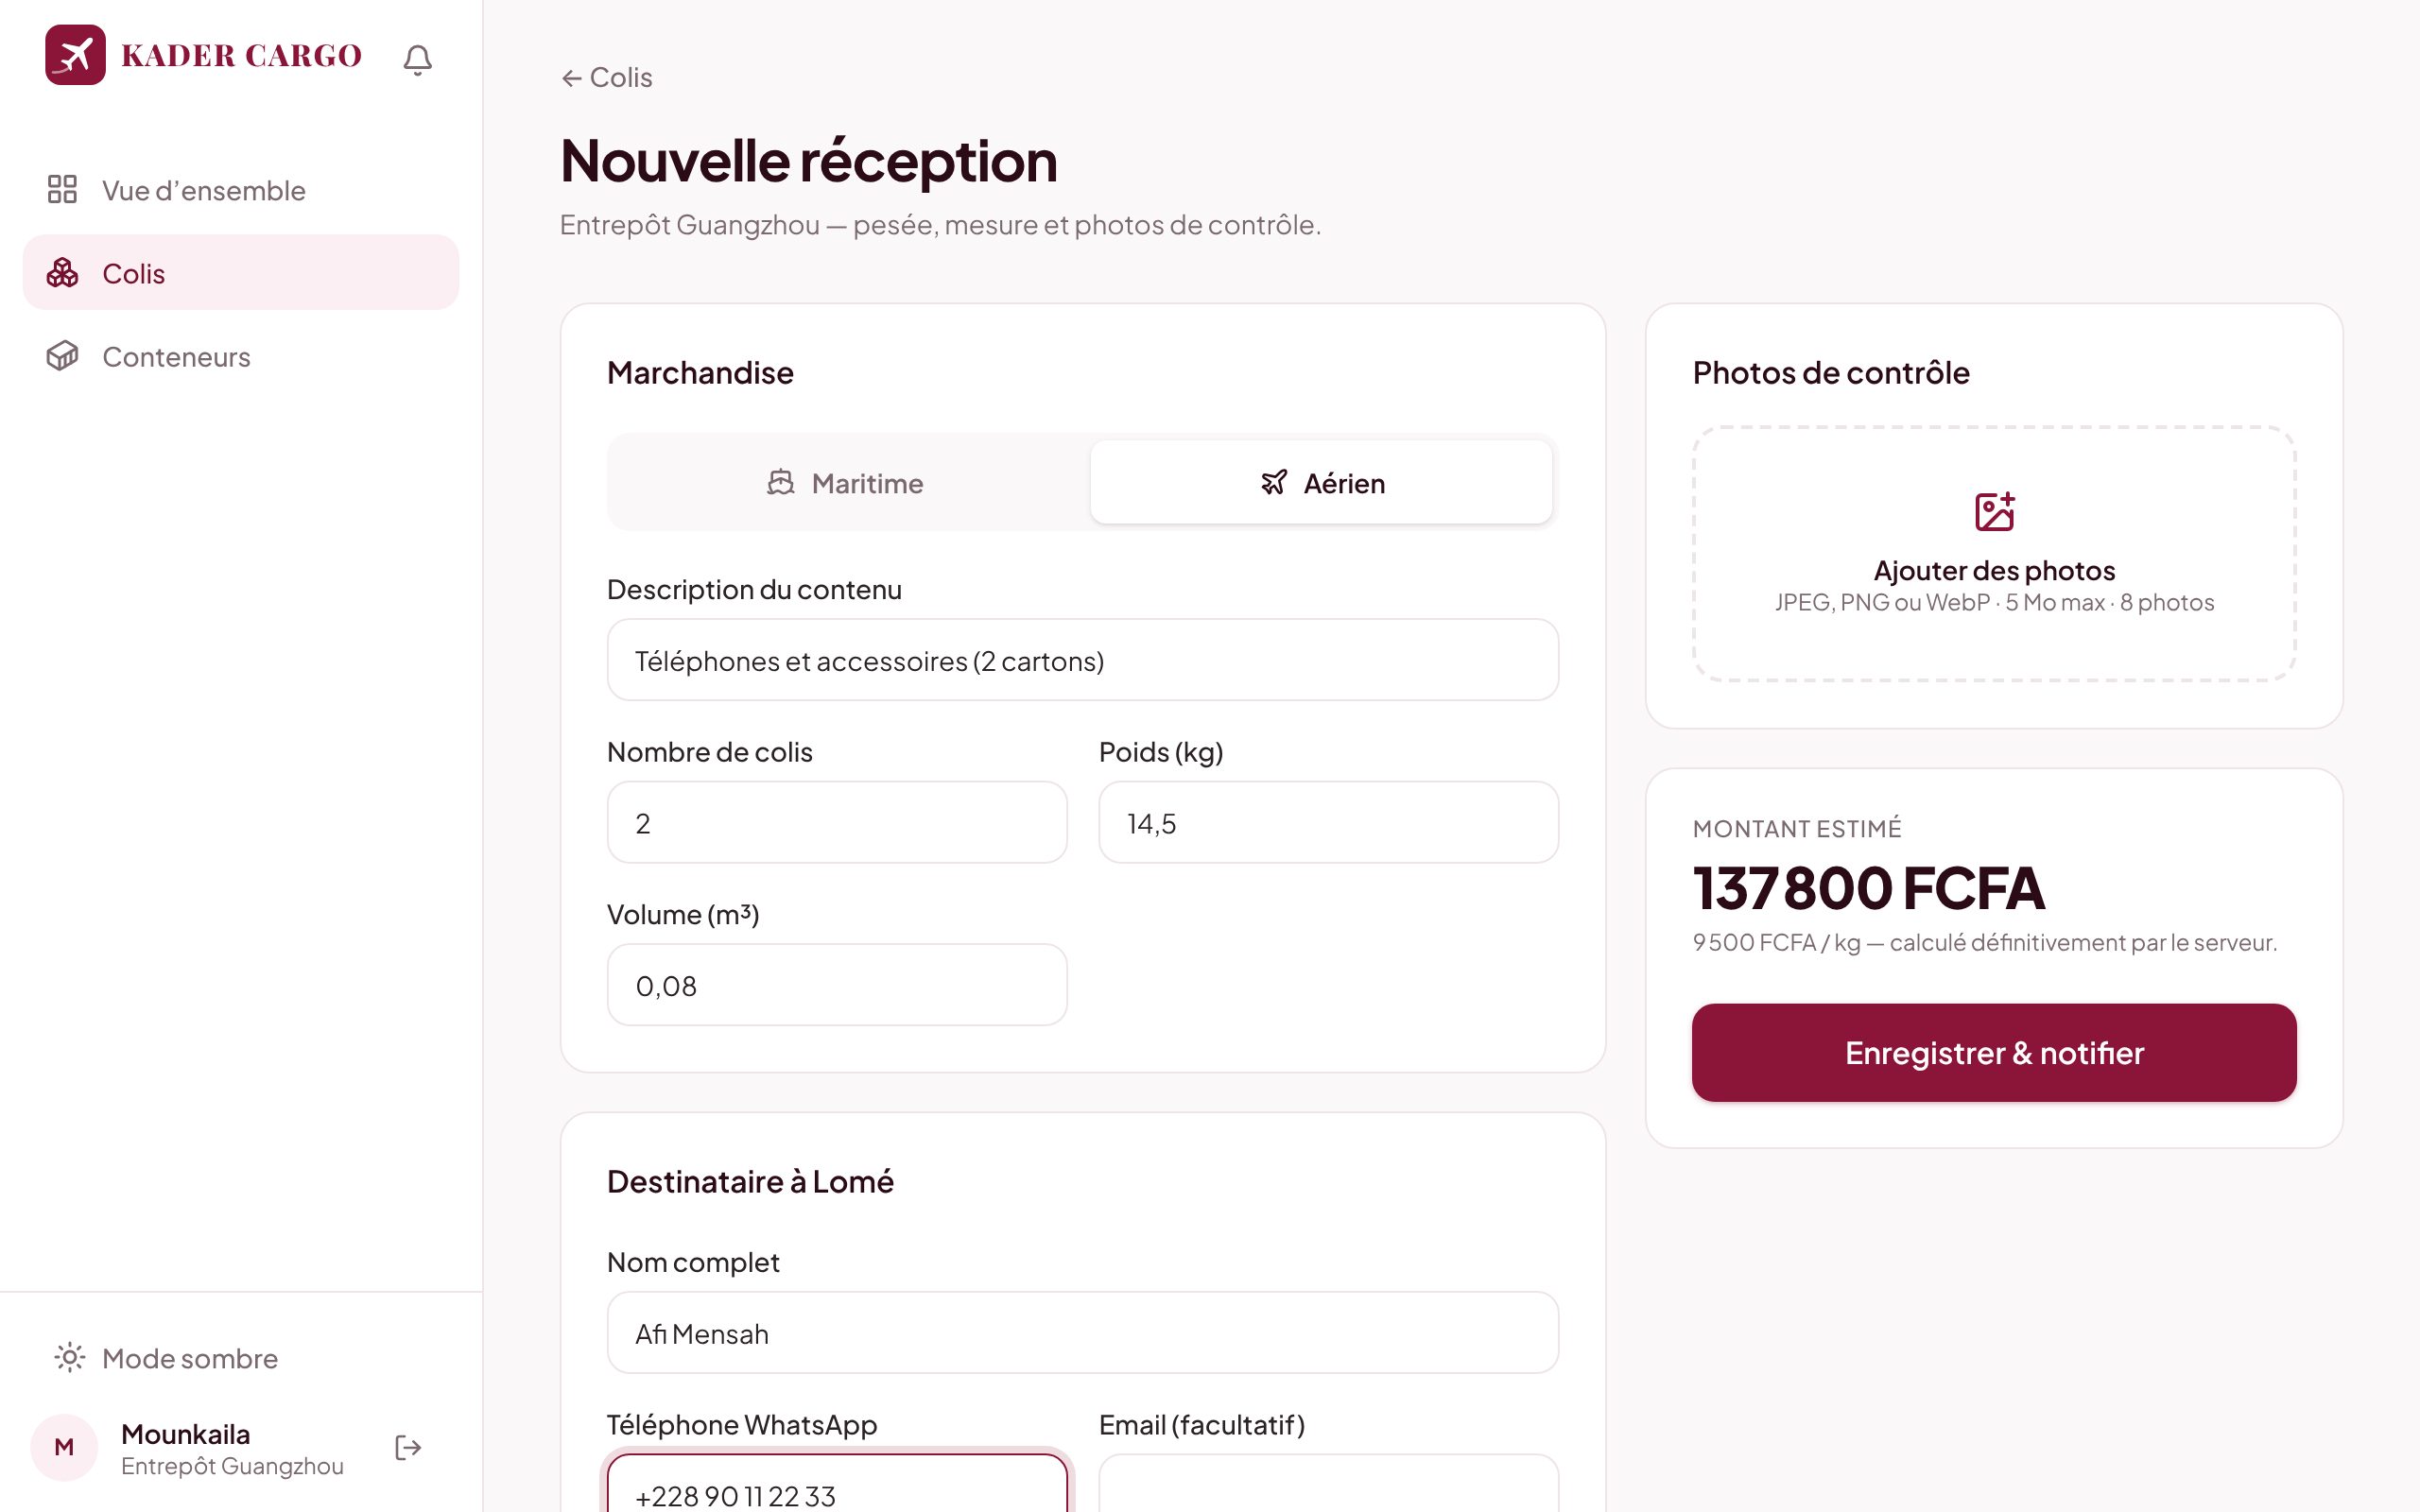 KADER CARGO
Vue d’ensemble
Colis
Conteneurs
Mode sombre
M
Mounkaila
Entrepôt Guangzhou
← Colis
Nouvelle réception
Entrepôt Guangzhou — pesée, mesure et photos de contrôle.
Marchandise
Maritime
Aérien
Description du contenu
Téléphones et accessoires (2 cartons)
Nombre de colis
Poids (kg)
2
14,5
Volume (m³)
0,08
Destinataire à Lomé
Nom complet
Afi Mensah
Téléphone WhatsApp
Email (facultatif)
+228 90 11 22 33
Photos de contrôle
Ajouter des photos
JPEG, PNG ou WebP · 5 Mo max · 8 photos
MONTANT ESTIMÉ
137 800 FCFA
9 500 FCFA / kg — calculé définitivement par le serveur.
Enregistrer & notifier